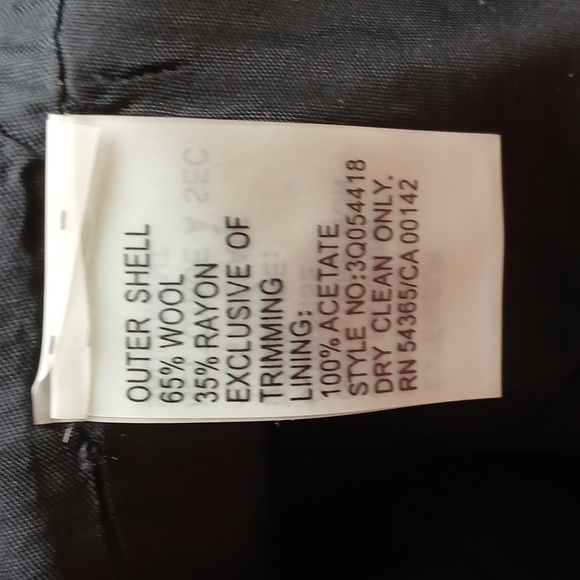 OUTER SHELL
65% WOOL
35% RAYON
EXCLUSIVE OF
TRIMMING
LINING:
100% ACETATE
STYLE NO:3Q054418
DRY CLEAN ONLY.
RN 54365/CA 00142